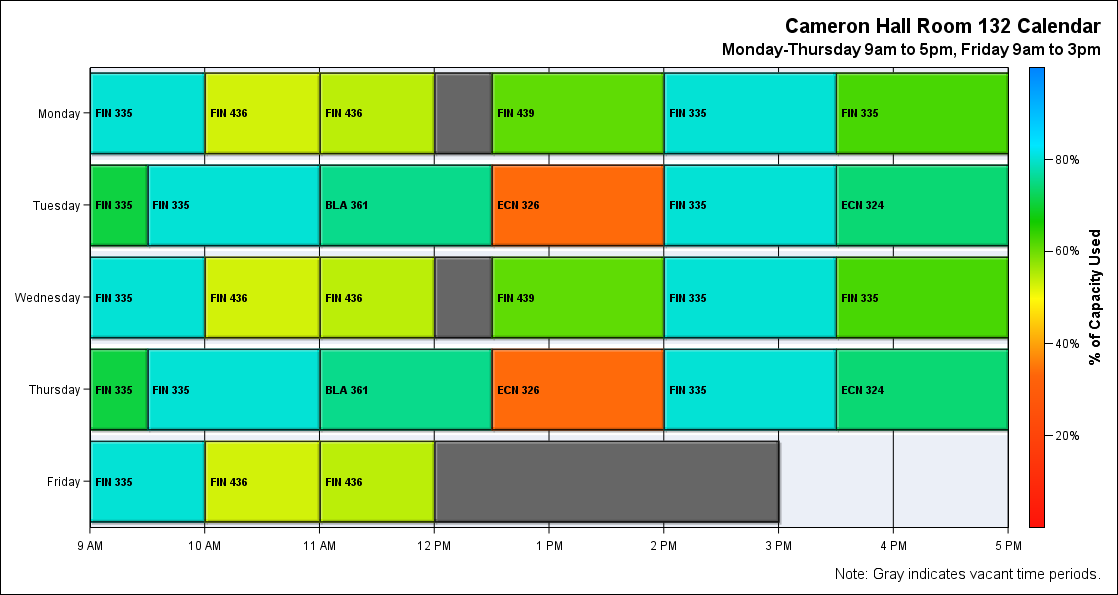 Cameron Hall Room 132 Calendar
Monday-Thursday 9am to 5pm, Friday 9am to 3pm
Monday
FIN 335
FIN 436
FIN 436
FIN 439
FIN 335
FIN 335
Tuesday
FIN 335
FIN 335
BLA 361
ECN 326
FIN 335
ECN 324
Wednesday
FIN 335
FIN 436
FIN 436
FIN 439
FIN 335
FIN 335
Thursday
FIN 335
FIN 335
BLA 361
ECN 326
FIN 335
ECN 324
Friday
FIN 335
FIN 436
FIN 436
9 AM
10 AM
11 AM
12 PM
1 PM
2 PM
3 PM
4 PM
5 PM
80%
60%
40%
20%
% of Capacity Used
Note: Gray indicates vacant time periods.